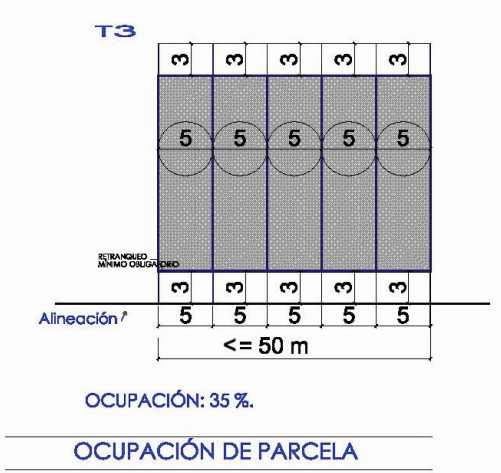 T3
3 3 3 3 3
5 5 5 5 5
RETRANQUEO
MÍNIMO OBLIGATORIO
3 3 3 3 3
Alineación 5 5 5 5 5
<= 50 m
OCUPACIÓN: 35 %.
OCUPACIÓN DE PARCELA